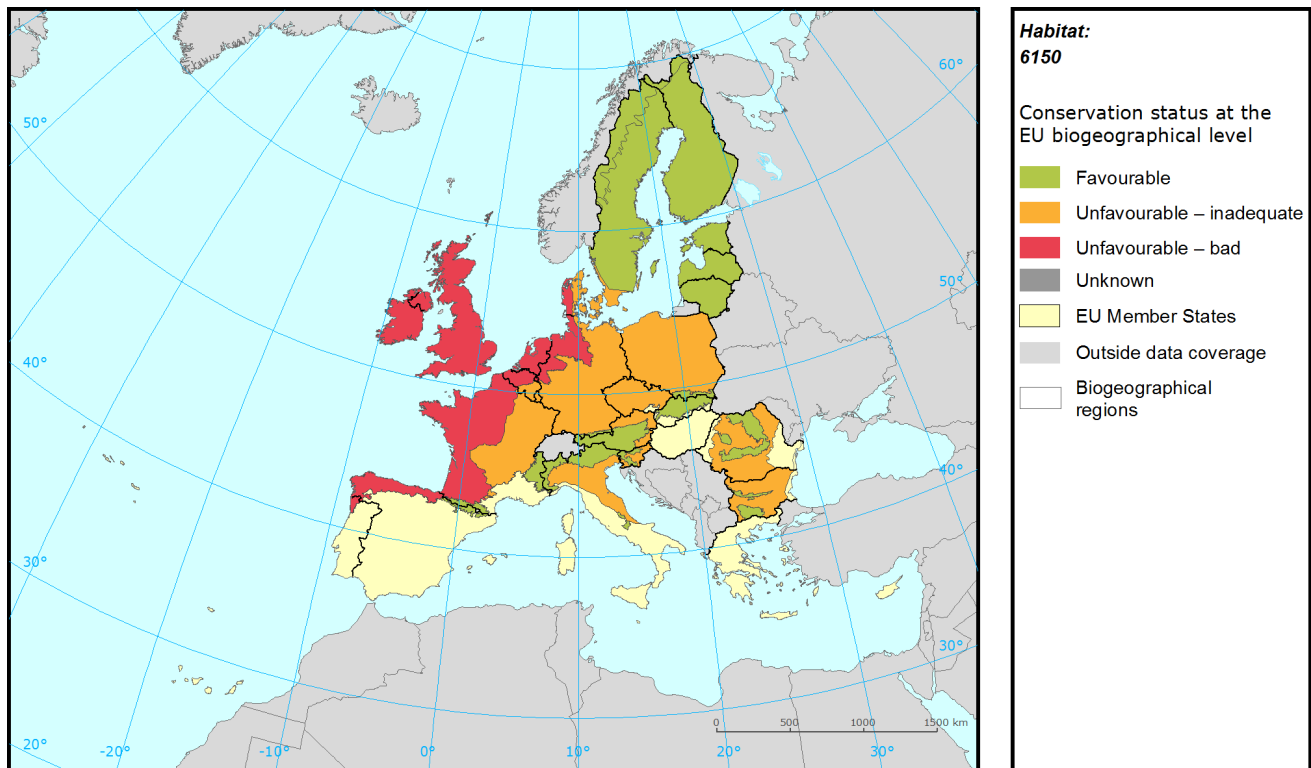 Habitat:
6150
Conservation status at the
EU biogeographical level
Favourable
Unfavourable – inadequate
Unfavourable – bad
Unknown
EU Member States
Outside data coverage
Biogeographical
regions
60°
50°
50°
40°
40°
30°
30°
20°
-20°
-10°
0°
10°
20°
30°
0
500
1000
1500 km